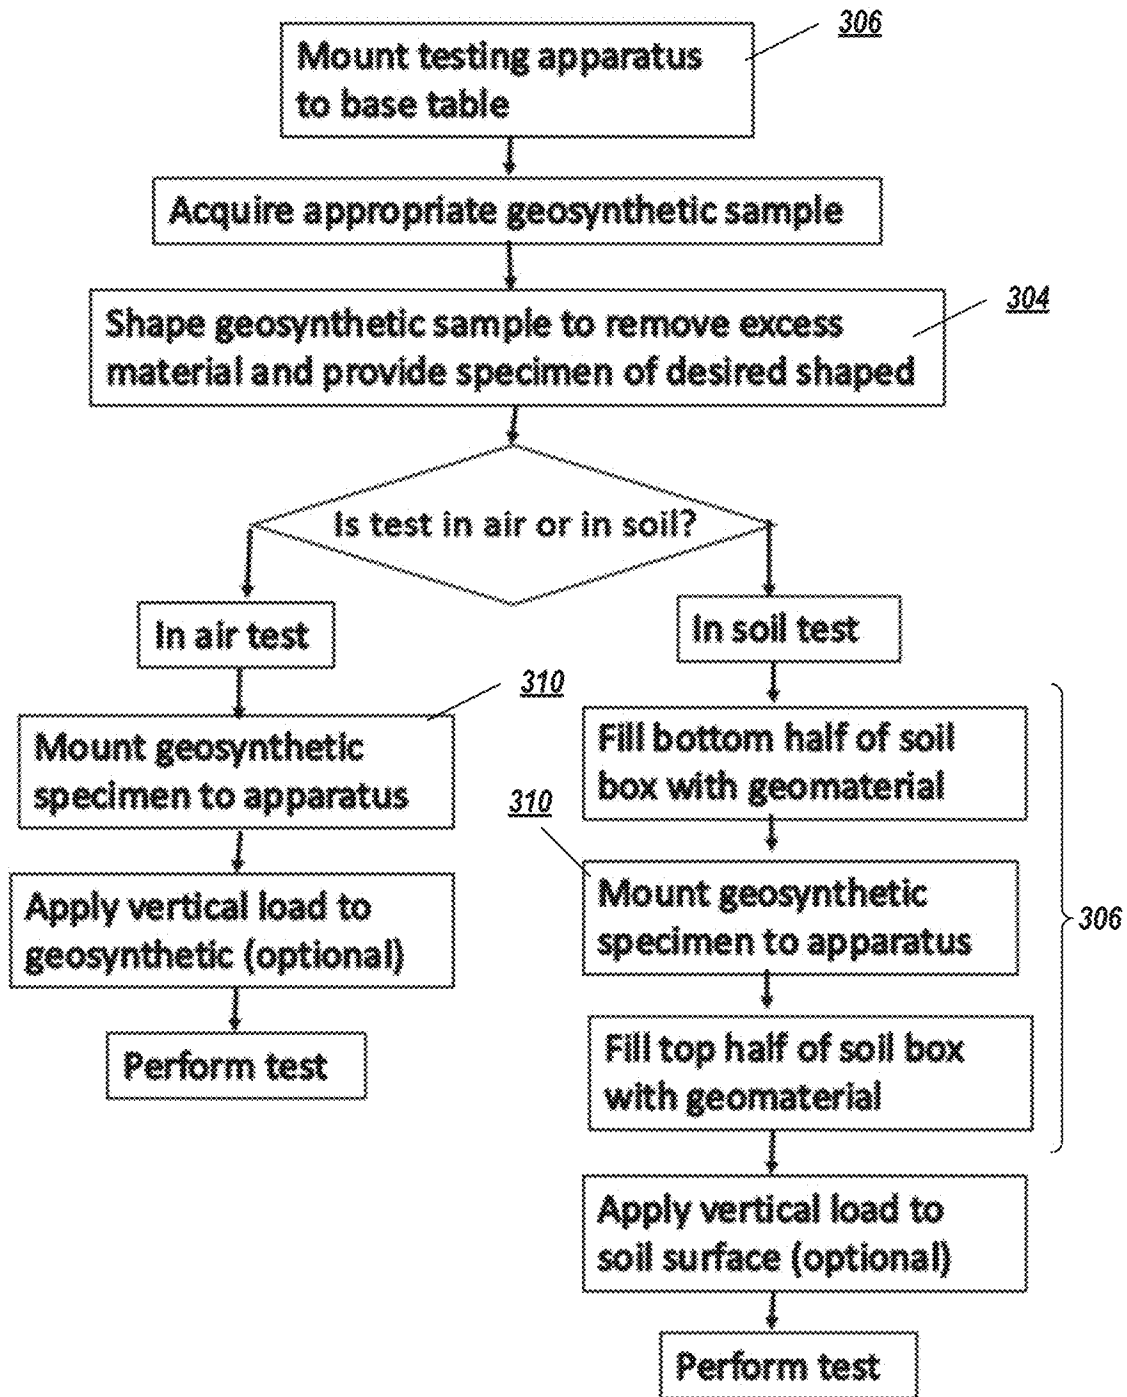 306
Mount testing apparatus
to base table
Acquire appropriate geosynthetic sample
304
Shape geosynthetic sample to remove excess
material and provide specimen of desired shaped
Is test in air or in soil?
In air test
310
Mount geosynthetic
specimen to apparatus
Apply vertical load to
geosynthetic (optional)
Perform test
In soil test
Fill bottom half of soil
box with geomaterial
310
Mount geosynthetic
specimen to apparatus
306
Fill top half of soil box
with geomaterial
Apply vertical load to
soil surface (optional)
Perform test